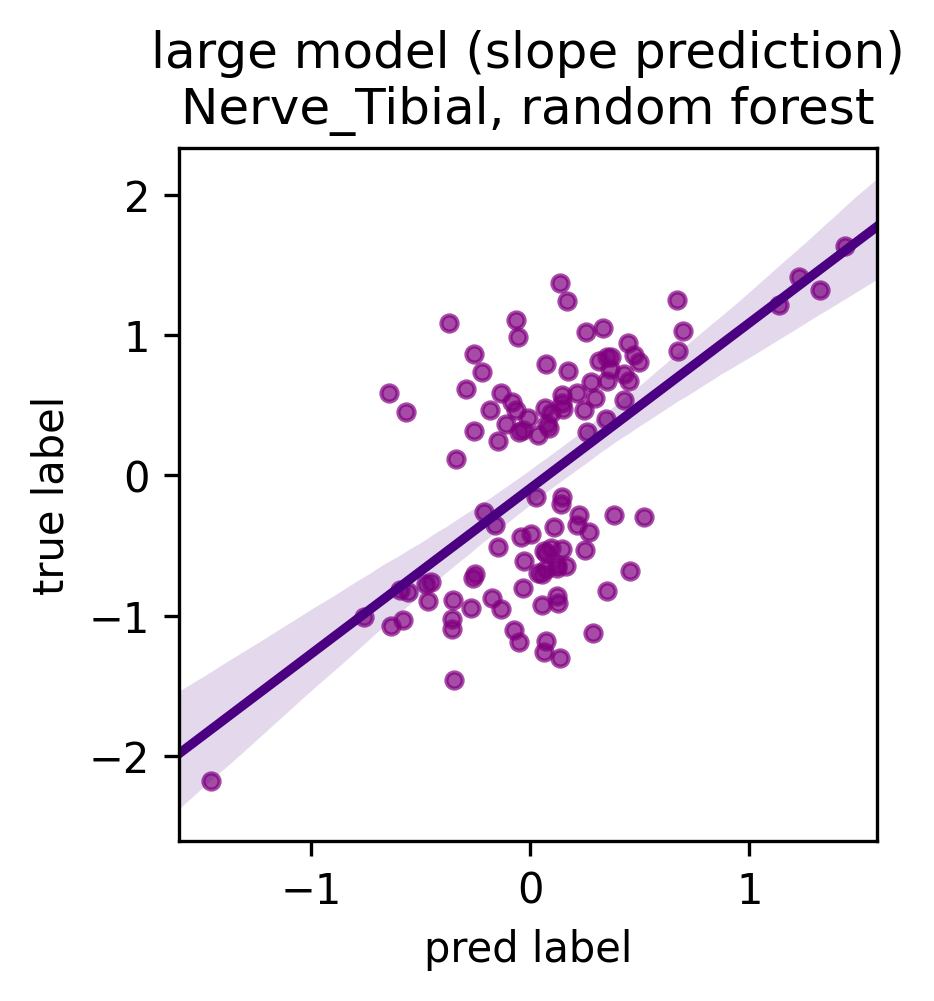 large model (slope prediction)
Nerve_Tibial, random forest
2
1
0
−1
−2
true label
−1
0
1
pred label